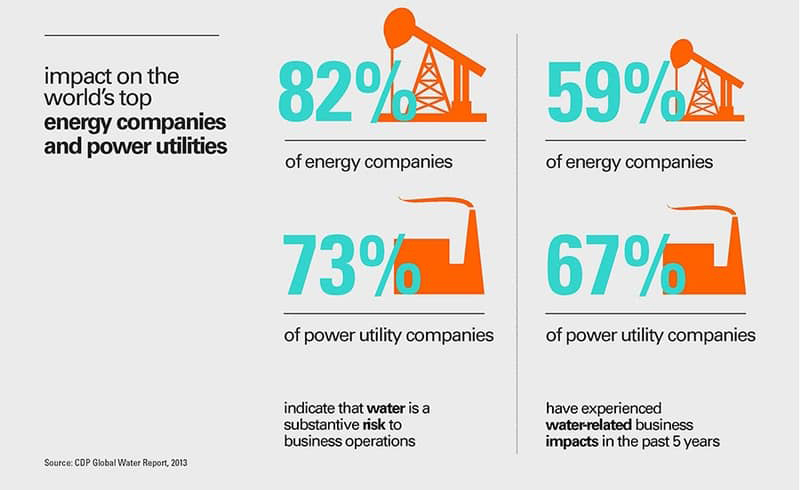 impact on the
world's top
energy companies
and power utilities
82%
of energy companies
73%
of power utility companies
indicate that water is a
substantive risk to
business operations
59%
of energy companies
67%
of power utility companies
have experienced
water-related business
impacts in the past 5 years
Source: CDP Global Water Report, 2013